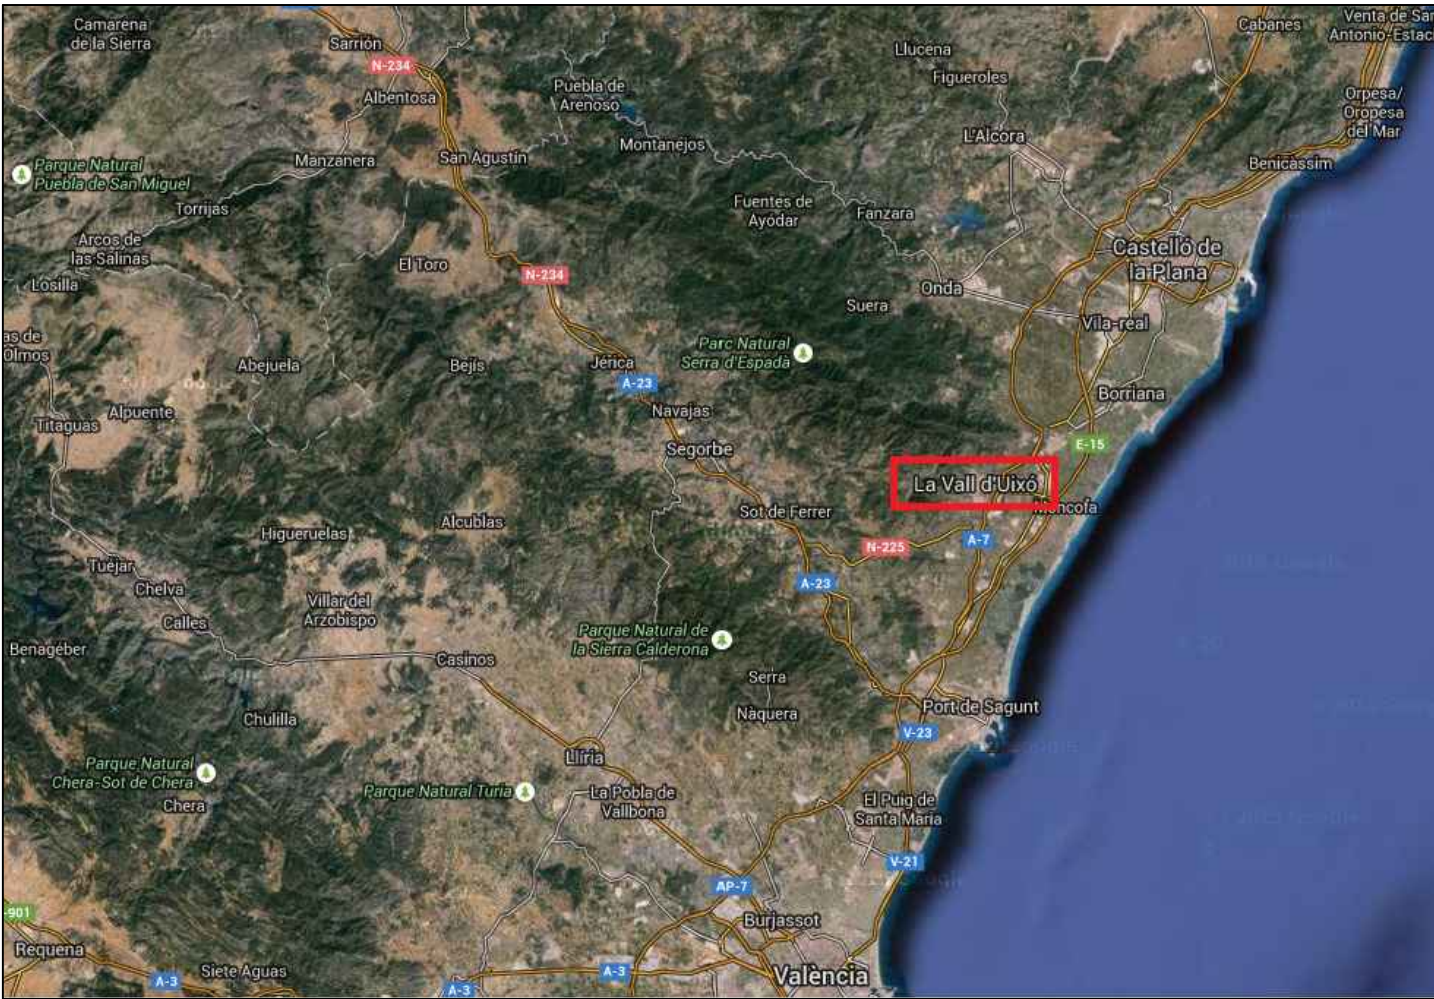 Camarena
de la Sierra
Sarrión
N-234
Albentosa
Puebla de
Arenoso
Llucena
Figueroles
Cabanes
Venta de San
Antonio-Estac
Orpesa/
Oropesa
del Mar
Manzanera
San Agustín
Montanejos
L'Alcora
Benicàssim
Parque Natural
Puebla de San Miguel
Torrijas
Fuentes de
Ayódar
Fanzara
Arcos de
las Salinas
El Toro
N-234
Castelló de
la Plana
Losilla
Onda
Suera
Vila-real
as de
Olmos
Abejuela
Bejís
Jérica
A-23
Parc Natural
Serra d'Espadà
Borriana
Alpuente
Titaguas
Navajas
Segorbe
E-15
La Vall d'Uixó
Moncofa
Sot de Ferrer
Alcublas
Higueruelas
N-225
A-7
Tuéjar
Chelva
A-23
Villar del
Arzobispo
Calles
Benagéber
Casinos
Parque Natural de
la Sierra Calderona
Serra
Nàquera
Port de Sagunt
Chulilla
V-23
Llíria
Parque Natural
Chera-Sot de Chera
Chera
Parque Natural Turia
La Pobla de
Vallbona
El Puig de
Santa Maria
V-21
AP-7
-901
Burjassot
Requena
A-3
Siete Aguas
A-3
A-3
València